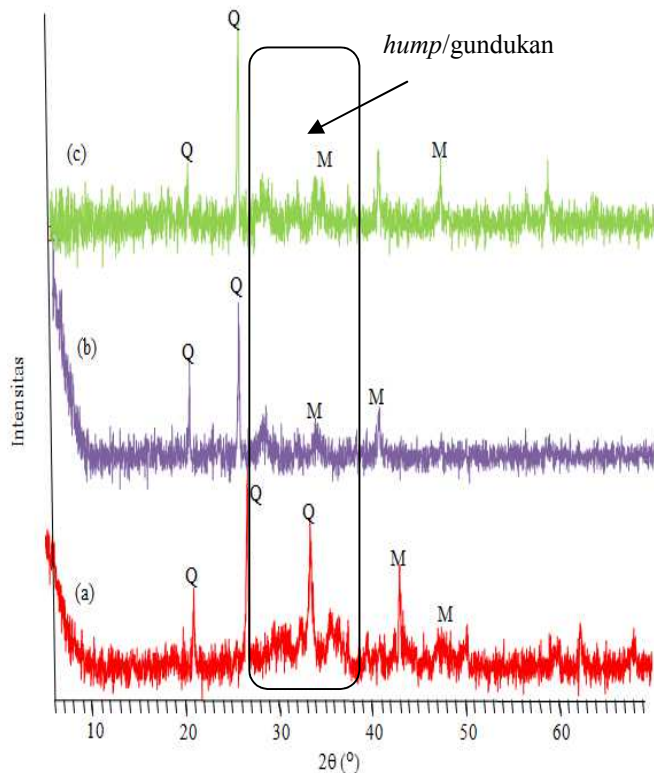 Q
hump/gundukan
(c)
Q
M
M
Q
(b)
Q
M
M
Intensitas
Q
Q
Q
M
(a)
M
10 20 30 40 50 60
2θ (º)